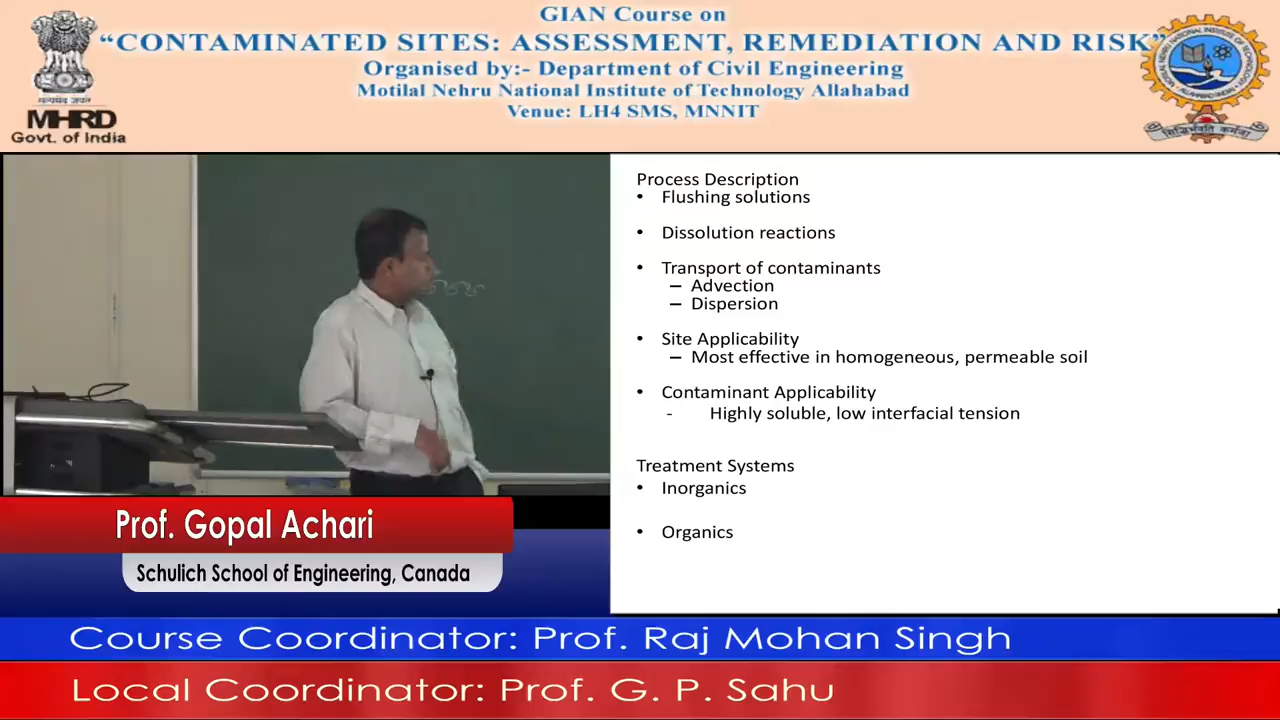 GIAN Course on
“CONTAMINATED SITES: ASSESSMENT, REMEDIATION AND RISK”
Organised by:- Department of Civil Engineering
Motilal Nehru National Institute of Technology Allahabad
Venue: LH4 SMS, MNNIT
सत्यमेव जयते
MHRD
Govt. of India
Process Description
• Flushing solutions
• Dissolution reactions
• Transport of contaminants
– Advection
– Dispersion
• Site Applicability
– Most effective in homogeneous, permeable soil
• Contaminant Applicability
- Highly soluble, low interfacial tension
Treatment Systems
• Inorganics
• Organics
Prof. Gopal Achari
Schulich School of Engineering, Canada
Course Coordinator: Prof. Raj Mohan Singh
Local Coordinator: Prof. G. P. Sahu